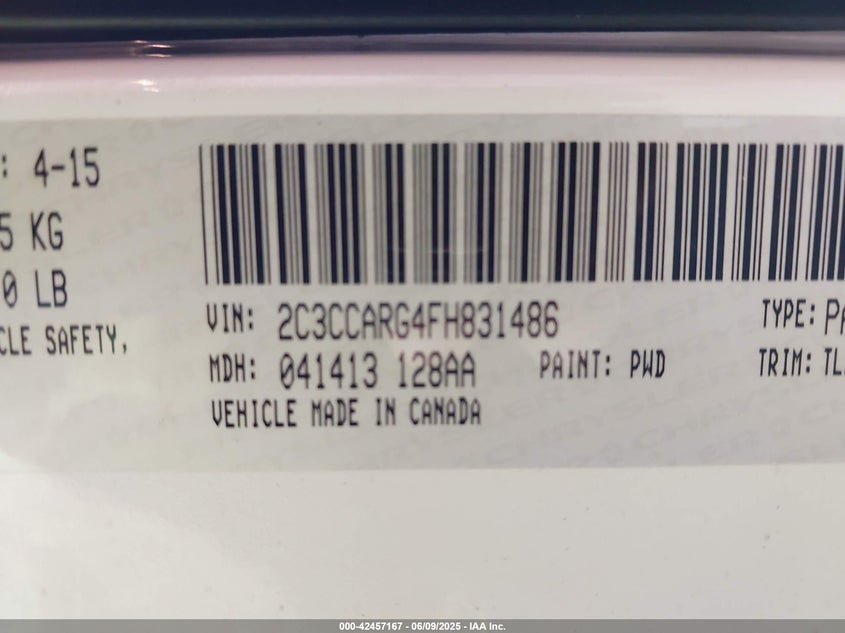 : 4-15
5 KG
0 LB
CLE SAFETY,
VIN: 2C3CCARG4FH831486
TYPE: PA
MDH: 041413 128AA
PAINT: PWD
TRIM: TL
VEHICLE MADE IN CANADA
000-42457167 - 06/09/2025 - IAA Inc.